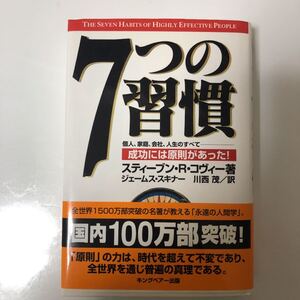 THE SEVEN HABITS OF HIGHLY EFFECTIVE PEOPLE
7つの
習慣
個人、家庭、会社、人生のすべて
成功には原則があった!
スティーブン・R・コヴィー著
ジェームス・スキナー 川西 茂/訳
全世界1500万部突破の名著が教える「永遠の人間学」。
国内100万部突破!
「原則」の力は、時代を超えて不変であり、
全世界を通じ普遍の真理である。
キングベアー出版